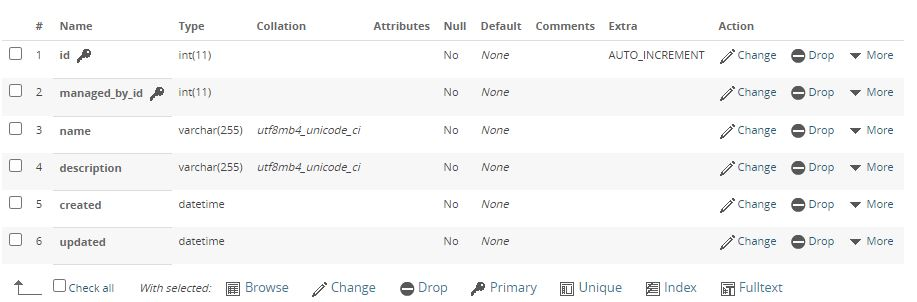 # Name Type Collation Attributes Null Default Comments Extra Action
1 id int(11) No None AUTO_INCREMENT Change Drop More
2 managed_by_id int(11) No None Change Drop More
3 name varchar(255) utf8mb4_unicode_ci No None Change Drop More
4 description varchar(255) utf8mb4_unicode_ci No None Change Drop More
5 created datetime No None Change Drop More
6 updated datetime No None Change Drop More
Check all With selected: Browse Change Drop Primary Unique Index Fulltext